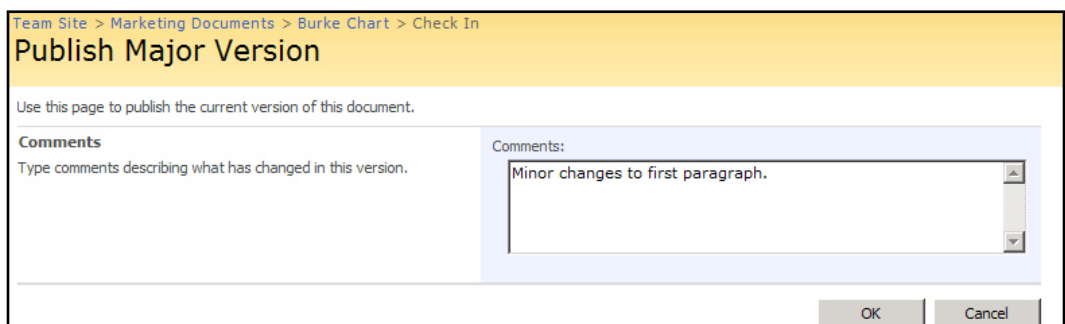 Team Site > Marketing Documents > Burke Chart > Check In
Publish Major Version
Use this page to publish the current version of this document.
Comments
Type comments describing what has changed in this version.
Comments:
Minor changes to first paragraph.
OK
Cancel